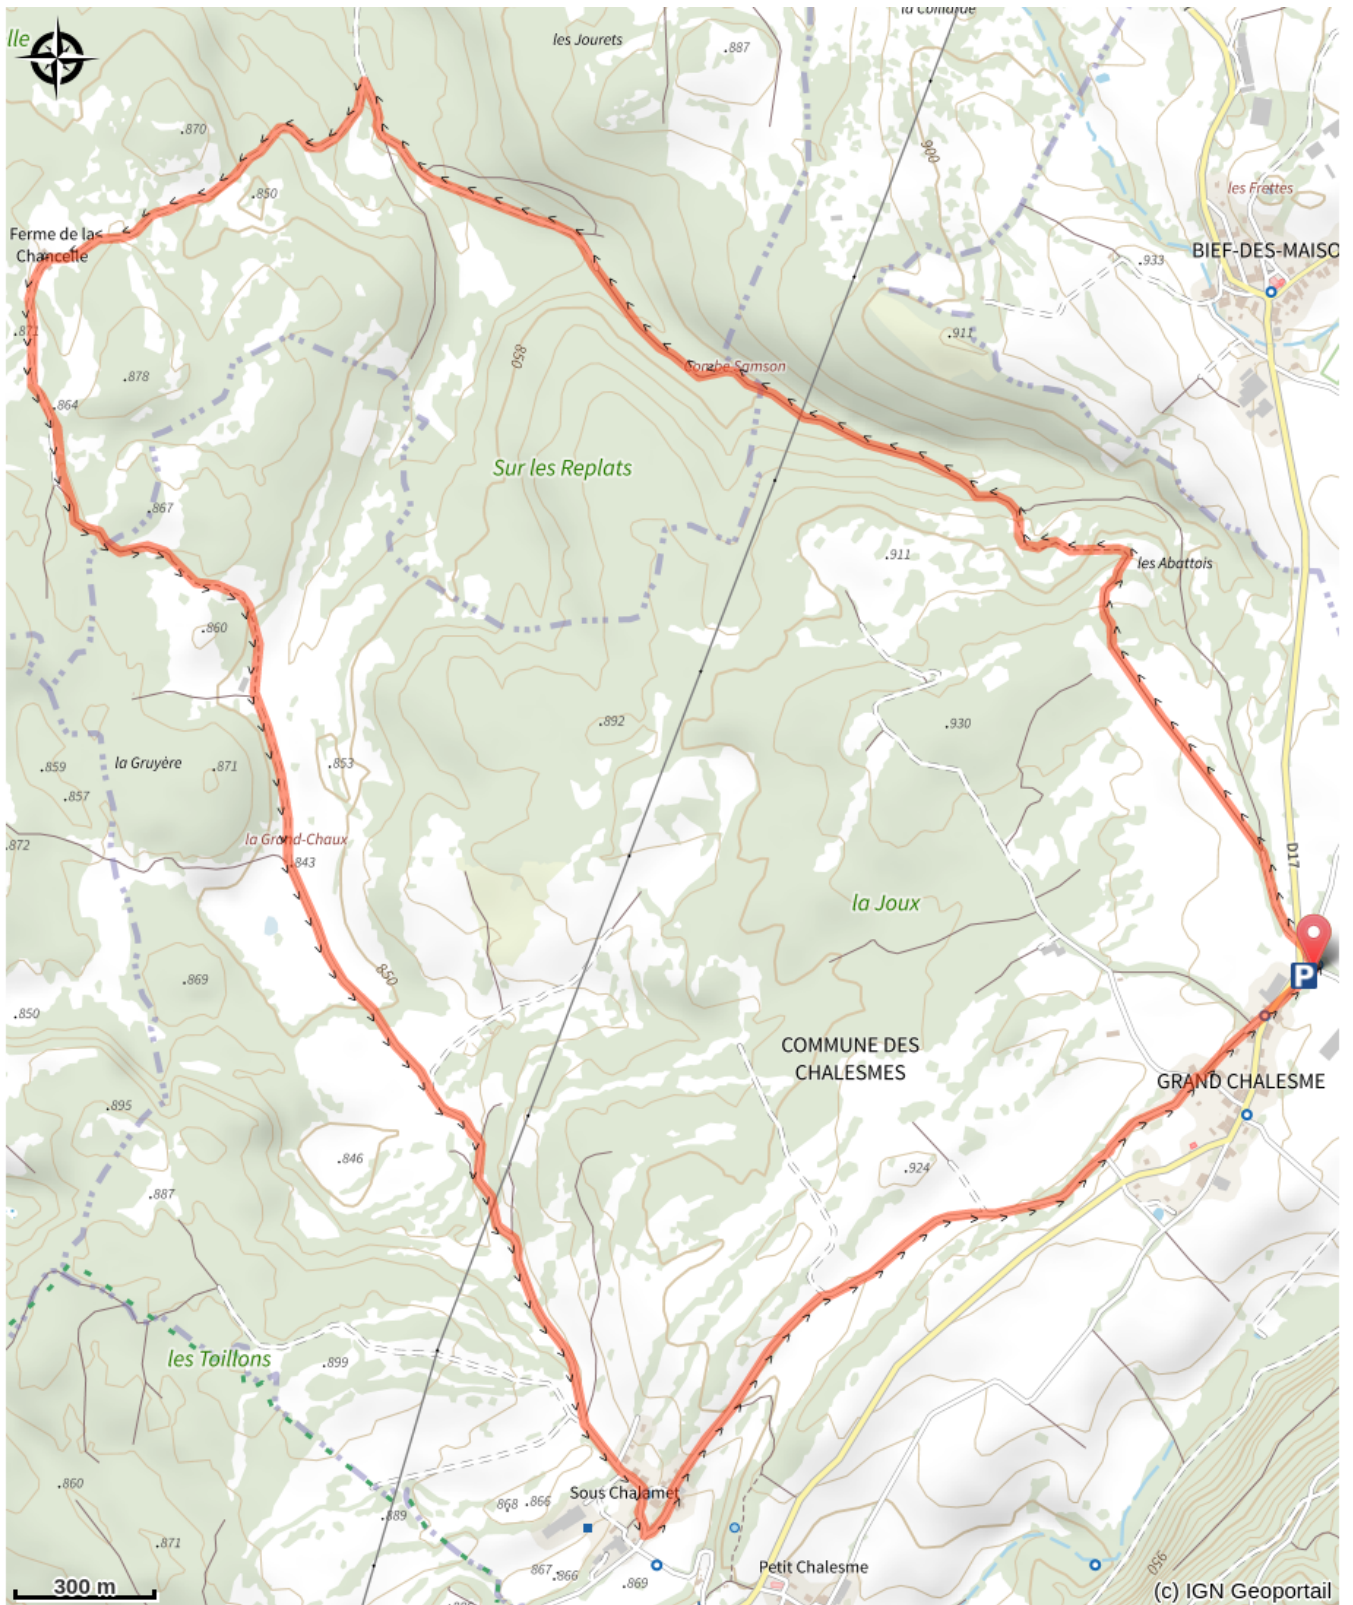 lle
les Jourets
.887
la Combarde
.870
900
.850
les Frettes
Ferme de la
Chancelle
BIEF-DES-MAISO
.933
.871
.911
850
Combe Samson
.878
.864
Sur les Replats
.867
.911
les Abattois
.860
.892
.930
la Gruyère
.859
.871
.853
.857
la Grand-Chaux
.872
.843
D17
la Joux
.869
850
P
.850
COMMUNE DES
CHALESMES
GRAND CHALESME
.895
.846
.924
.887
les Toillons
.899
.860
Sous Chalamet
868
.866
.889
.871
867
.866
.869
Petit Chalesme
950
300 m
(c) IGN Geoportail